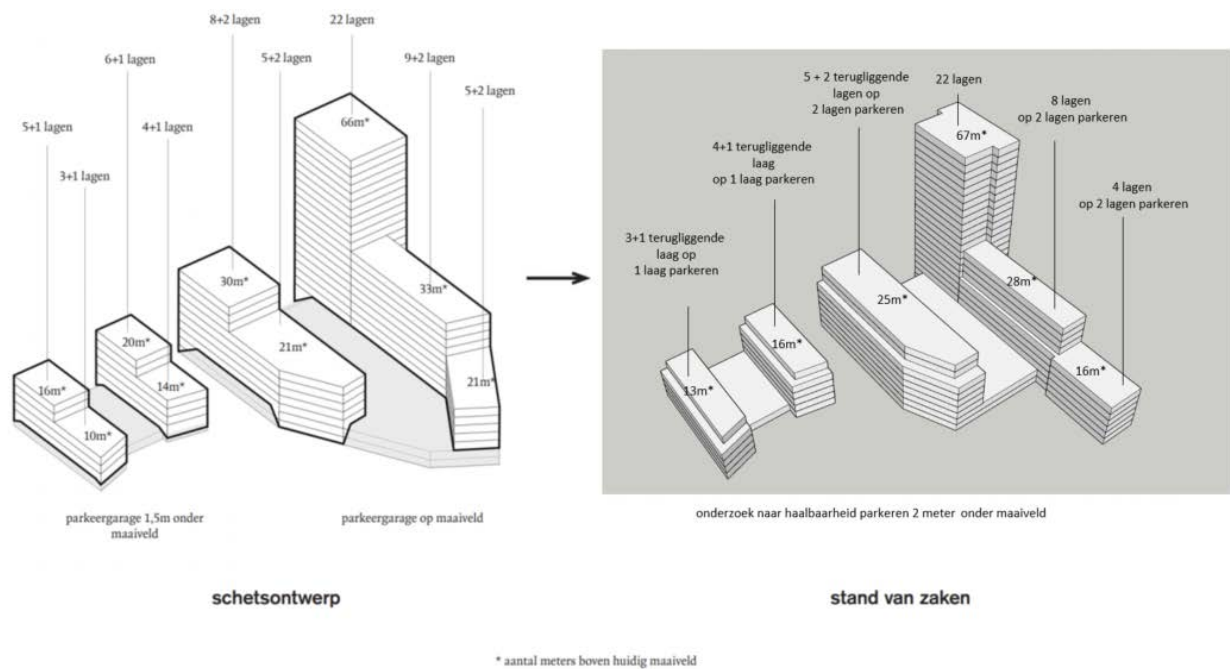 8+2 lagen
22 lagen
6+1 lagen
5+2 lagen
9+2 lagen
5+1 lagen
4+1 lagen
5+2 lagen
3+1 lagen
66m*
30m*
33m*
20m*
21m*
16m*
14m*
21m*
10m*
parkeergarage 1,5m onder
maaiveld
parkeergarage op maaiveld
schetsontwerp
5 + 2 terugliggende
lagen op
2 lagen parkeren
22 lagen
8 lagen
op 2 lagen parkeren
4+1 terugliggende
laag
op 1 laag parkeren
4 lagen
op 2 lagen parkeren
3+1 terugliggende
laag op
1 laag parkeren
67m*
28m*
25m*
16m*
16m*
13m*
onderzoek naar haalbaarheid parkeren 2 meter onder maaiveld
stand van zaken
* aantal meters boven huidig maaiveld